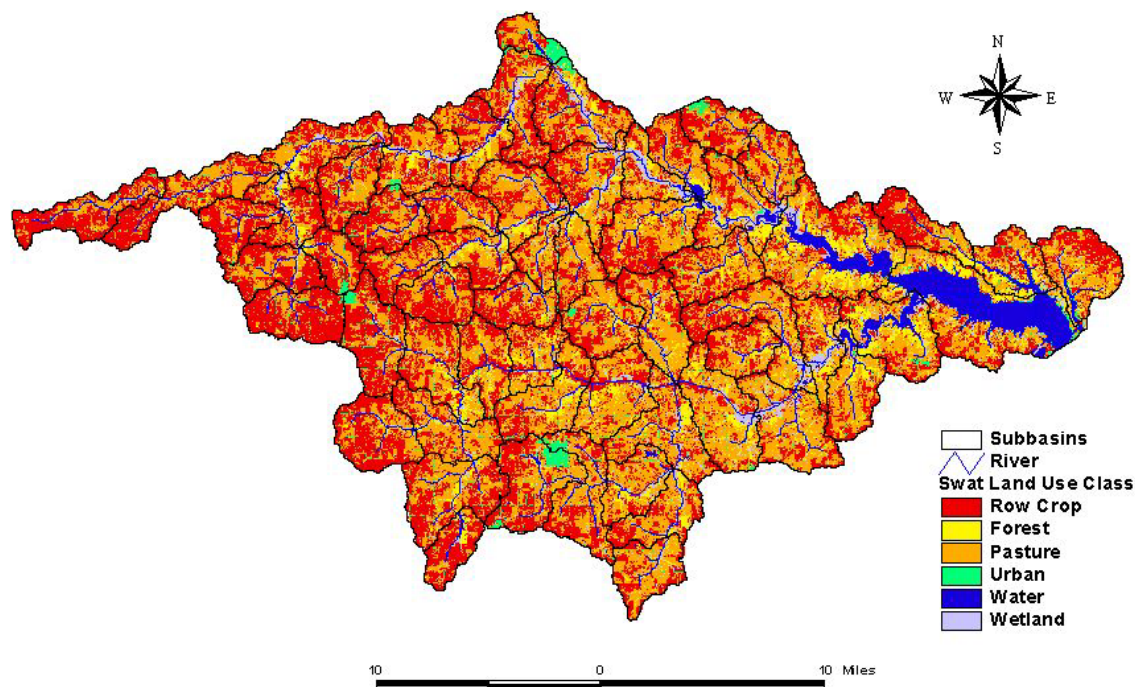 N
W E
S
Subbasins
River
Swat Land Use Class
Row Crop
Forest
Pasture
Urban
Water
Wetland
10 0 10 Miles